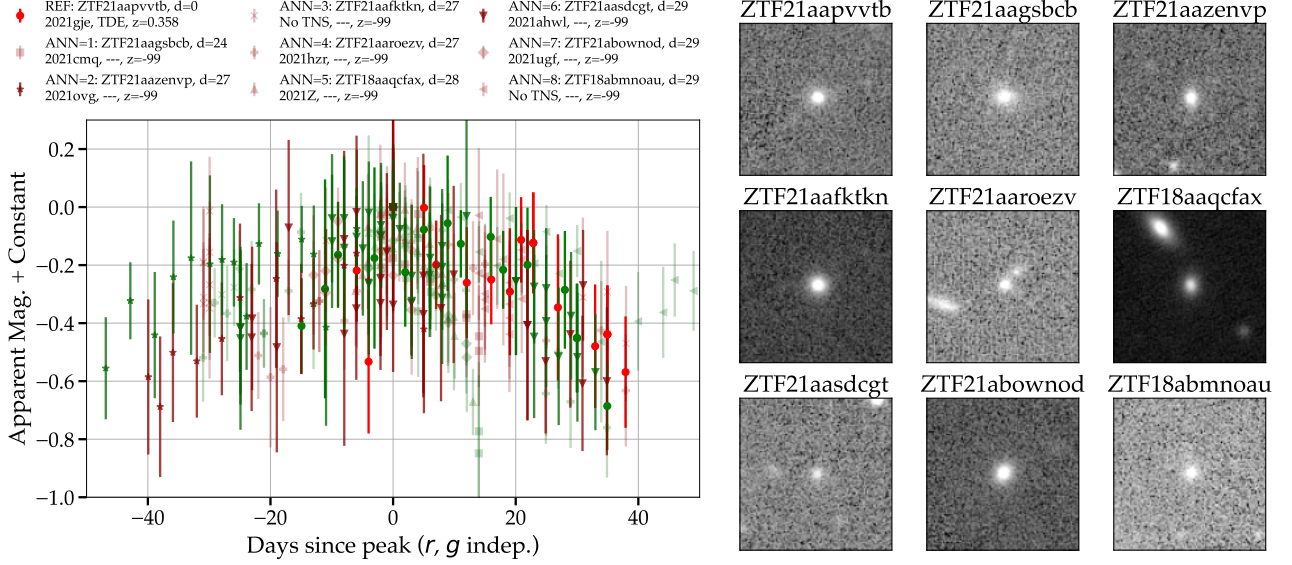 REF: ZTF21aapvvtb, d=0
2021gje, TDE, z=0.358
ANN=1: ZTF21aagsbcb, d=24
2021cmq, ---, z=-99
ANN=2: ZTF21aazenvp, d=27
2021ovg, ---, z=-99
ANN=3: ZTF21aafktkn, d=27
No TNS, ---, z=-99
ANN=4: ZTF21aaroezv, d=27
2021hzr, ---, z=-99
ANN=5: ZTF18aaqcfax, d=28
2021Z, ---, z=-99
ANN=6: ZTF21aasdcgt, d=29
2021ahwl, ---, z=-99
ANN=7: ZTF21abownod, d=29
2021ugf, ---, z=-99
ANN=8: ZTF18abmnoau, d=29
No TNS, ---, z=-99
Apparent Mag. + Constant
0.2
0.0
−0.2
−0.4
−0.6
−0.8
−1.0
−40
−20
0
20
40
Days since peak (r, g indep.)
ZTF21aapvvtb
ZTF21aagsbcb
ZTF21aazenvp
ZTF21aafktkn
ZTF21aaroezv
ZTF18aaqcfax
ZTF21aasdcgt
ZTF21abownod
ZTF18abmnoau